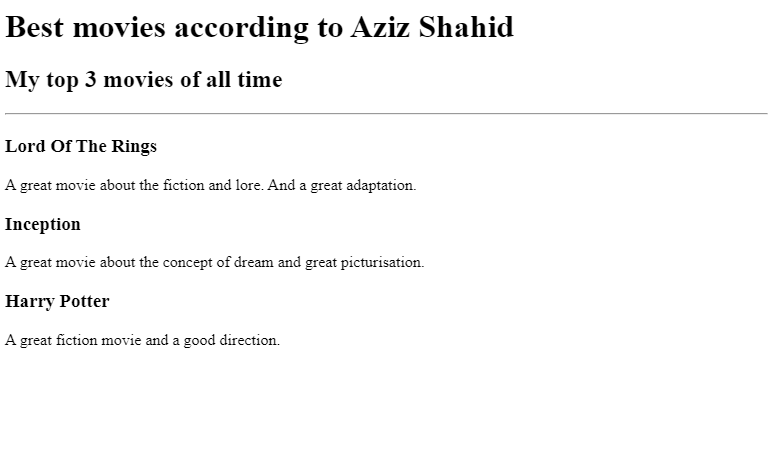 Best movies according to Aziz Shahid
My top 3 movies of all time
Lord Of The Rings
A great movie about the fiction and lore. And a great adaptation.
Inception
A great movie about the concept of dream and great picturisation.
Harry Potter
A great fiction movie and a good direction.